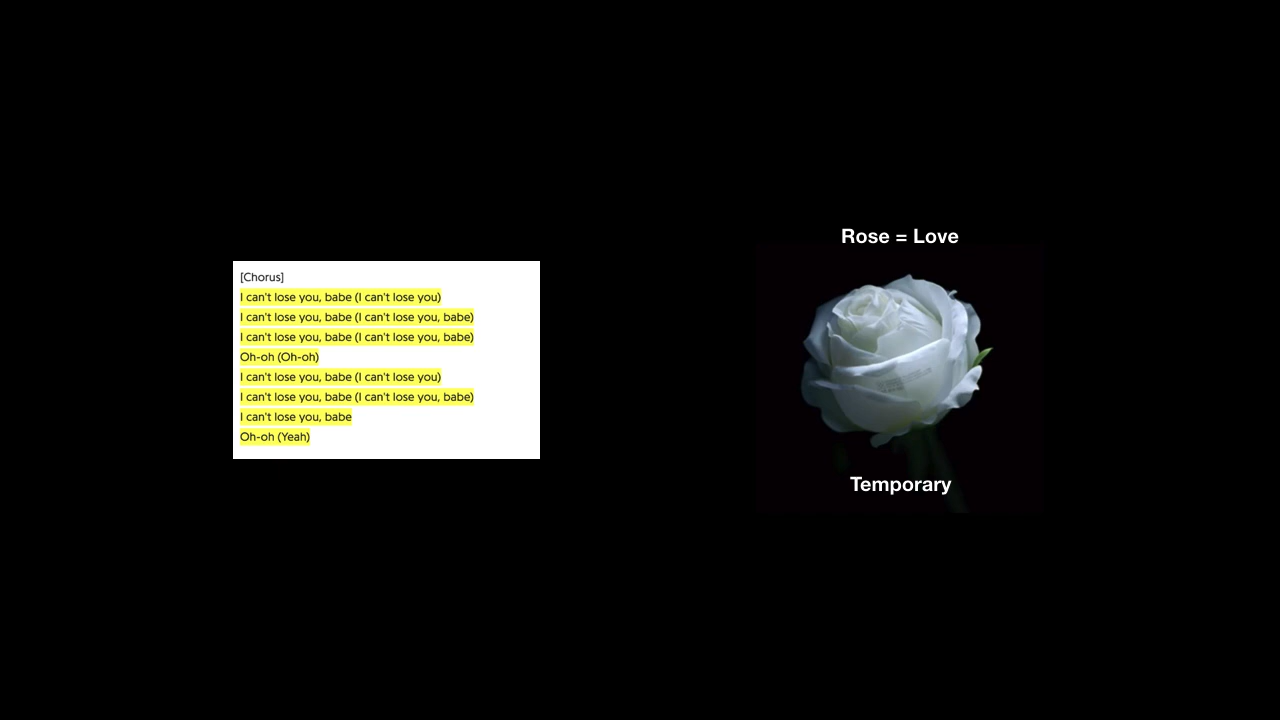 [Chorus]
I can't lose you, babe (I can't lose you)
I can't lose you, babe (I can't lose you, babe)
I can't lose you, babe (I can't lose you, babe)
Oh-oh (Oh-oh)
I can't lose you, babe (I can't lose you)
I can't lose you, babe (I can't lose you, babe)
I can't lose you, babe
Oh-oh (Yeah)
Rose = Love
Temporary